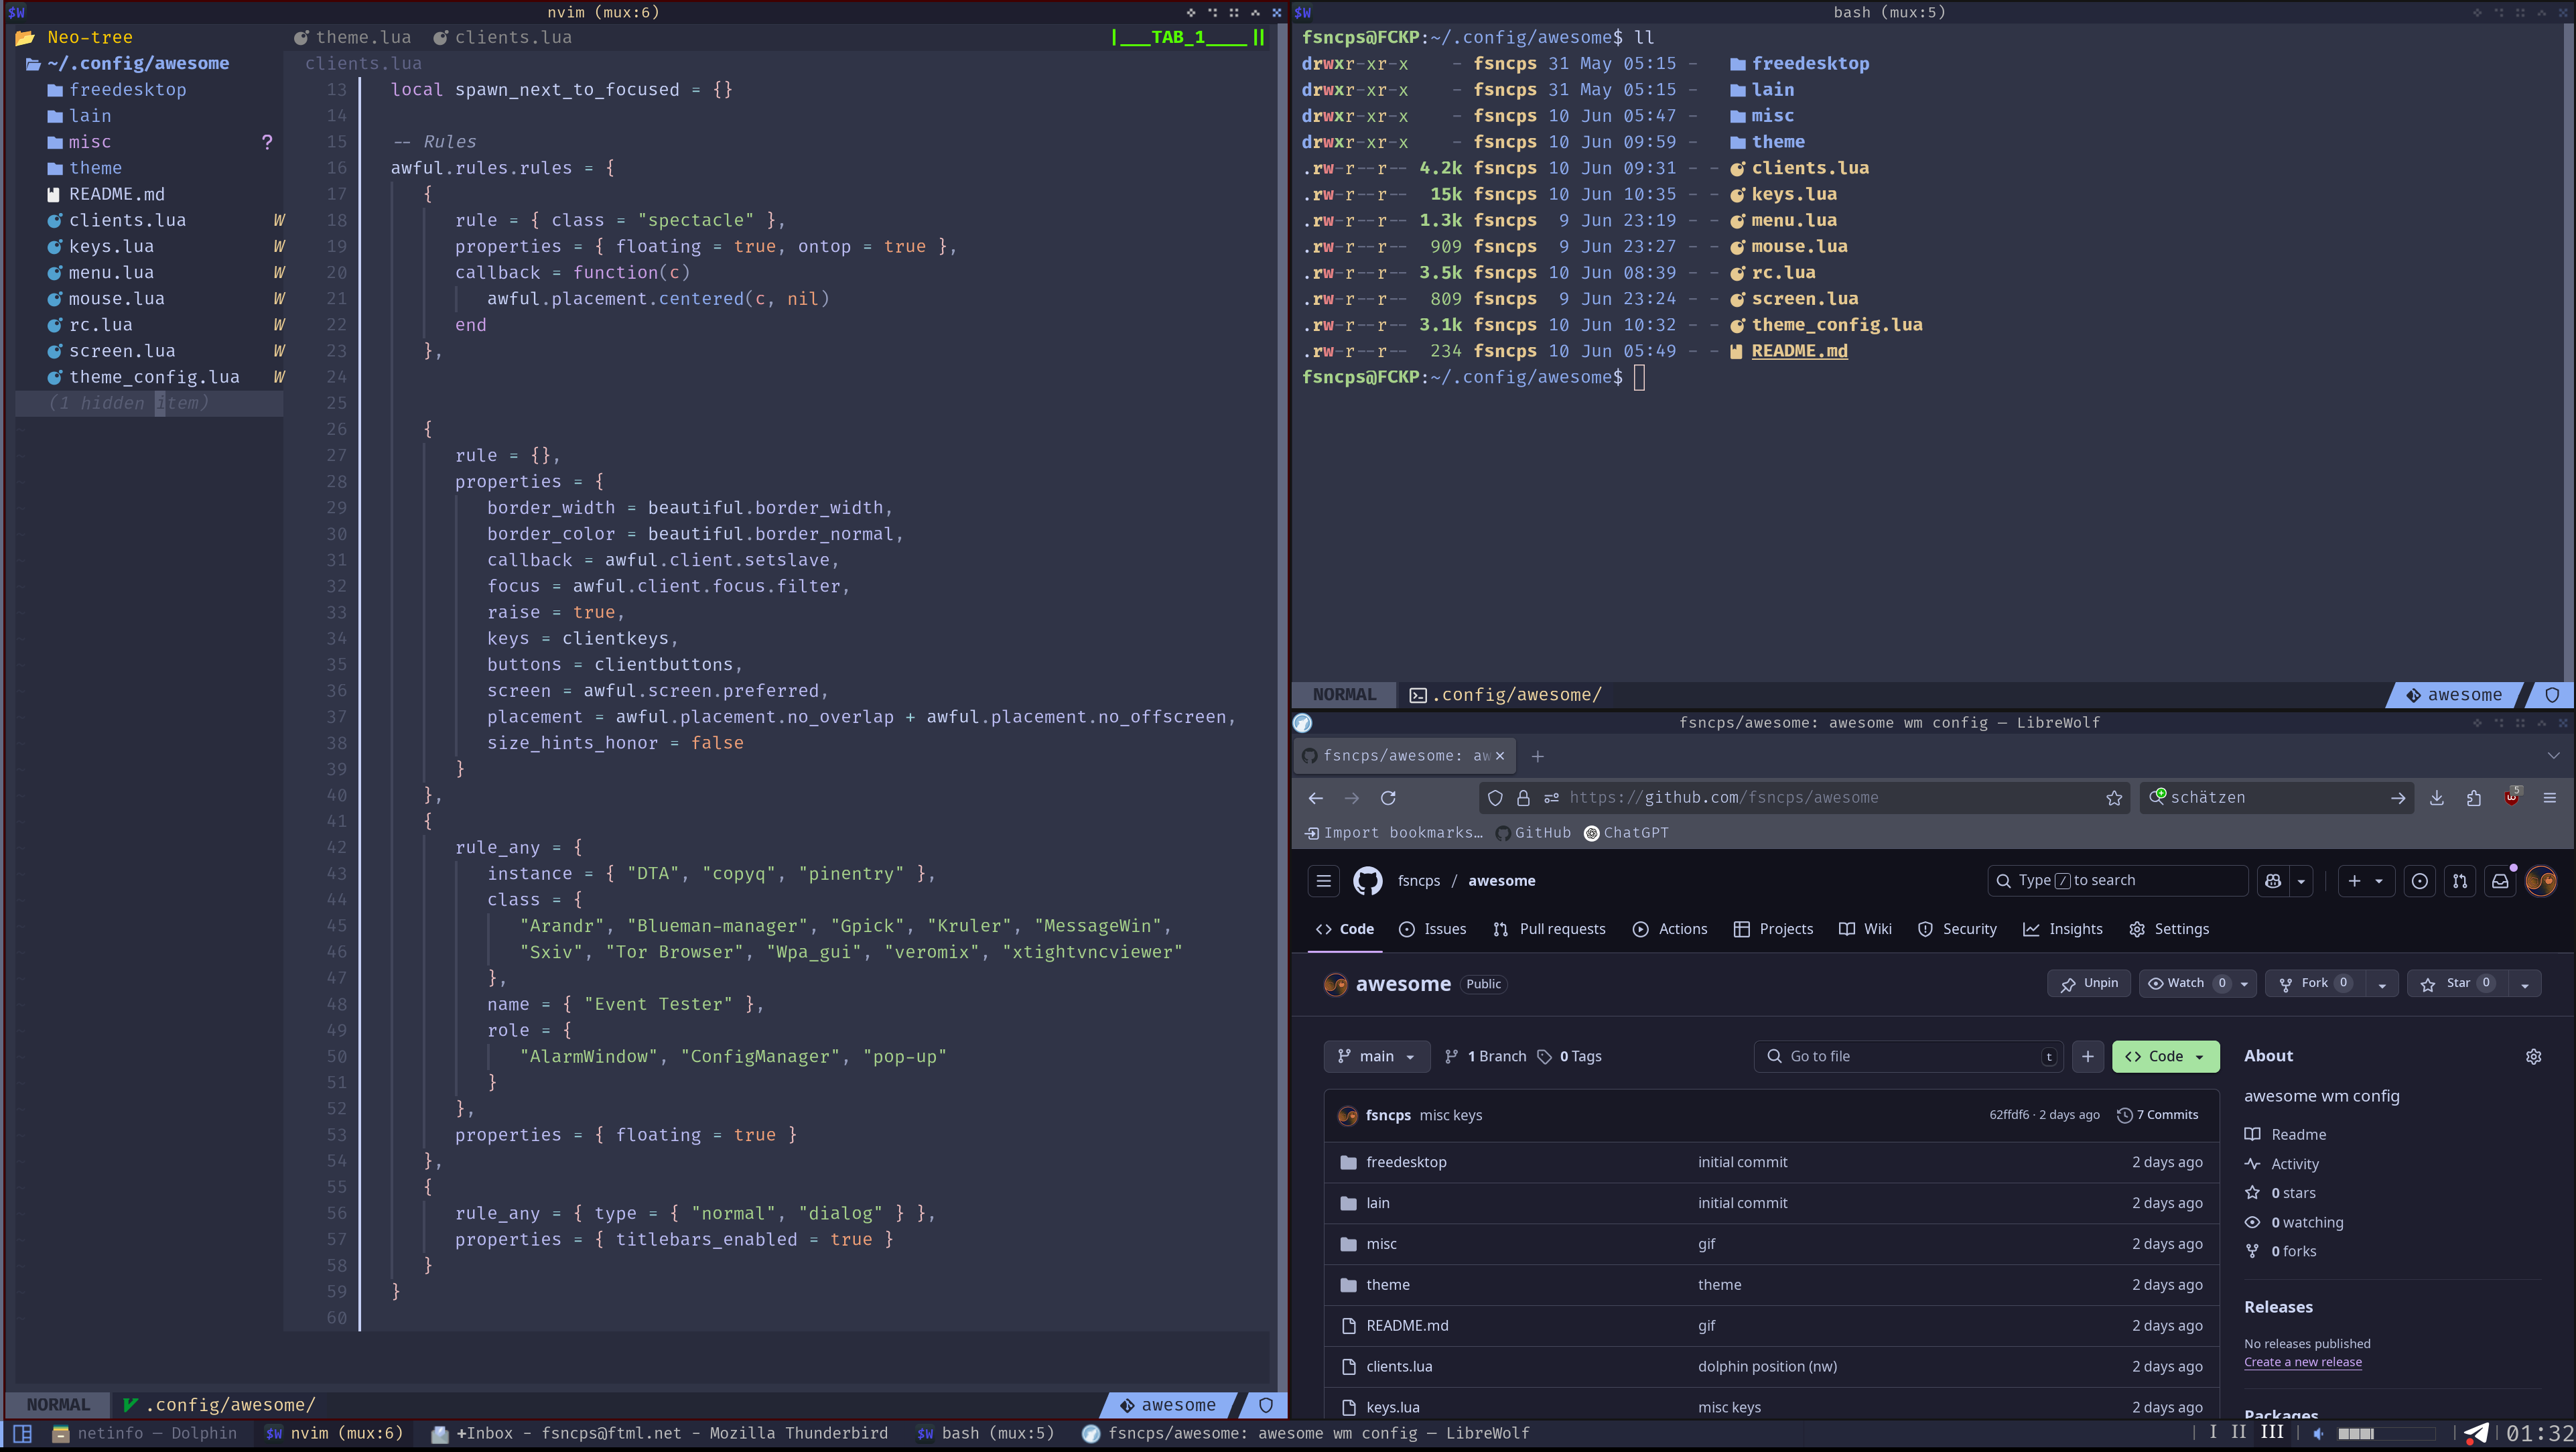 $W nvim (mux:6)
Neo-tree
~/.config/awesome
freedesktop
lain
misc ?
theme
README.md
clients.lua W
keys.lua W
menu.lua W
mouse.lua W
rc.lua W
screen.lua W
theme_config.lua W
(1 hidden item)
theme.lua clients.lua |___TAB_1____||
clients.lua
13 local spawn_next_to_focused = {}
14
15 -- Rules
16 awful.rules.rules = {
17 {
18 rule = { class = "spectacle" },
19 properties = { floating = true, ontop = true },
20 callback = function(c)
21 awful.placement.centered(c, nil)
22 end
23 },
24
25
26 {
27 rule = {},
28 properties = {
29 border_width = beautiful.border_width,
30 border_color = beautiful.border_normal,
31 callback = awful.client.setslave,
32 focus = awful.client.focus.filter,
33 raise = true,
34 keys = clientkeys,
35 buttons = clientbuttons,
36 screen = awful.screen.preferred,
37 placement = awful.placement.no_overlap + awful.placement.no_offscreen,
38 size_hints_honor = false
39 }
40 },
41 {
42 rule_any = {
43 instance = { "DTA", "copyq", "pinentry" },
44 class = {
45 "Arandr", "Blueman-manager", "Gpick", "Kruler", "MessageWin",
46 "Sxiv", "Tor Browser", "Wpa_gui", "veromix", "xtightvncviewer"
47 },
48 name = { "Event Tester" },
49 role = {
50 "AlarmWindow", "ConfigManager", "pop-up"
51 }
52 },
53 properties = { floating = true }
54 },
55 {
56 rule_any = { type = { "normal", "dialog" } },
57 properties = { titlebars_enabled = true }
58 }
59 }
60
NORMAL .config/awesome/ awesome
$W bash (mux:5)
fsncps@FCKP:~/.config/awesome$ ll
drwxr-xr-x - fsncps 31 May 05:15 - freedesktop
drwxr-xr-x - fsncps 31 May 05:15 - lain
drwxr-xr-x - fsncps 10 Jun 05:47 - misc
drwxr-xr-x - fsncps 10 Jun 09:59 - theme
.rw-r--r-- 4.2k fsncps 10 Jun 09:31 - - clients.lua
.rw-r--r-- 15k fsncps 10 Jun 10:35 - - keys.lua
.rw-r--r-- 1.3k fsncps 9 Jun 23:19 - - menu.lua
.rw-r--r-- 909 fsncps 9 Jun 23:27 - - mouse.lua
.rw-r--r-- 3.5k fsncps 10 Jun 08:39 - - rc.lua
.rw-r--r-- 809 fsncps 9 Jun 23:24 - - screen.lua
.rw-r--r-- 3.1k fsncps 10 Jun 10:32 - - theme_config.lua
.rw-r--r-- 234 fsncps 10 Jun 05:49 - - README.md
fsncps@FCKP:~/.config/awesome$
NORMAL .config/awesome/ awesome
fsncps/awesome: awesome wm config — LibreWolf
fsncps/awesome: aw
https://github.com/fsncps/awesome schätzen 5
Import bookmarks… GitHub ChatGPT
fsncps / awesome Type / to search
Code Issues Pull requests Actions Projects Wiki Security Insights Settings
awesome Public Unpin Watch 0 Fork 0 Star 0
main 1 Branch 0 Tags Go to file t Code
fsncps misc keys 62ffdf6 · 2 days ago 7 Commits
freedesktop initial commit 2 days ago
lain initial commit 2 days ago
misc gif 2 days ago
theme theme 2 days ago
README.md gif 2 days ago
clients.lua dolphin position (nw) 2 days ago
keys.lua misc keys 2 days ago
About
awesome wm config
Readme
Activity
0 stars
0 watching
0 forks
Releases
No releases published
Create a new release
Packages
netinfo — Dolphin $W nvim (mux:6) +Inbox - fsncps@ftml.net - Mozilla Thunderbird $W bash (mux:5) fsncps/awesome: awesome wm config — LibreWolf | I II III | | | 01:32